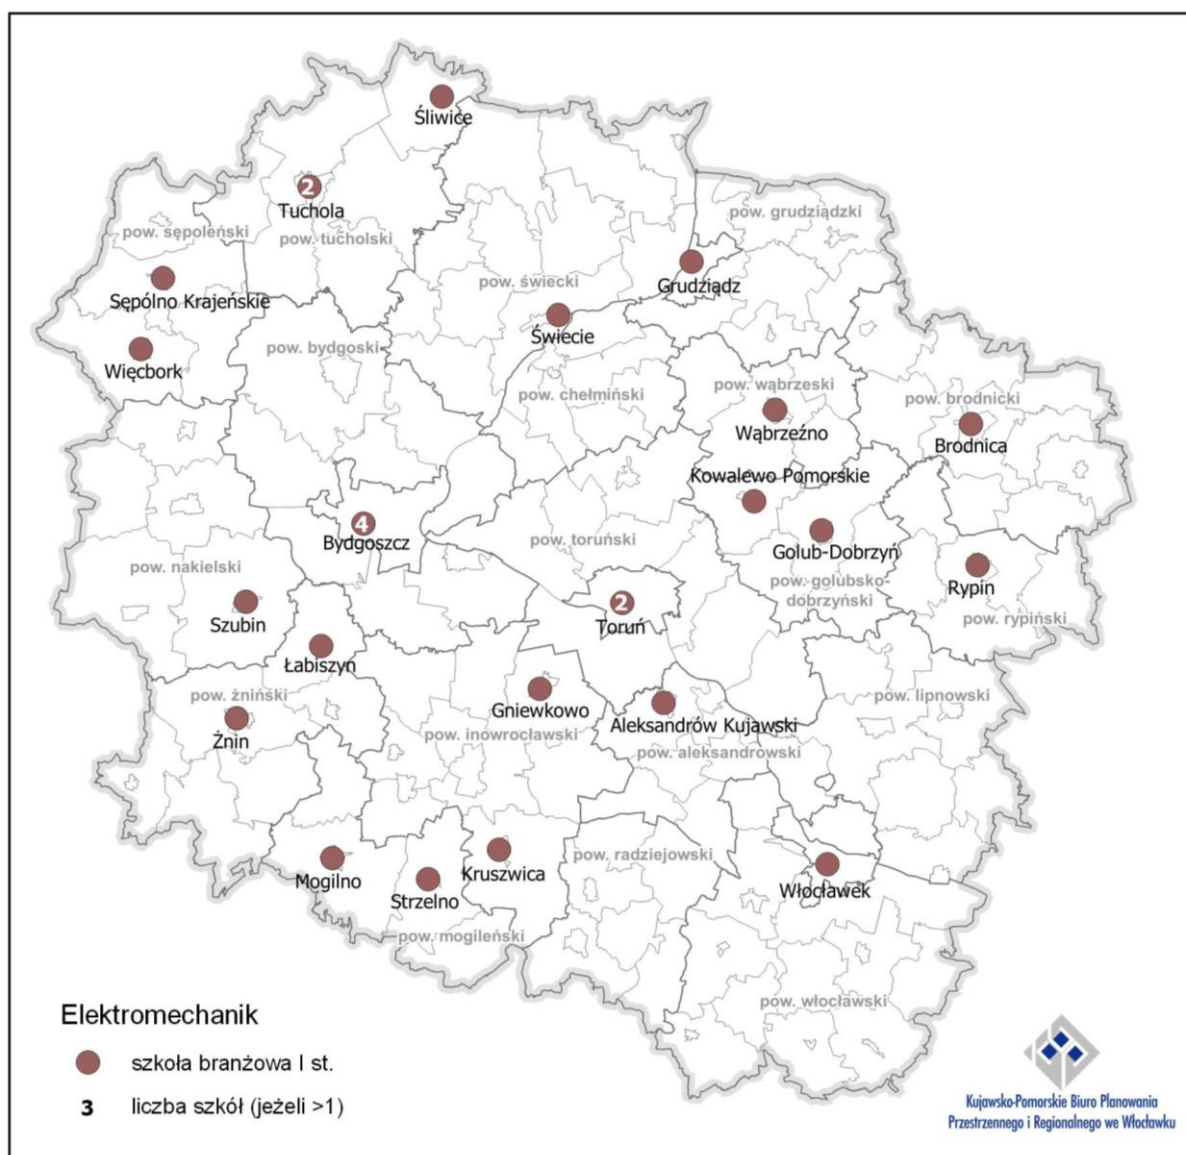 Śliwice
2
Tuchola
pow. grudziądzki
pow. sępoleński
pow. tucholski
Grudziądz
Sępólno Krajeńskie
pow. świecki
Świecie
pow. bydgoski
Więcbork
pow. wąbrzeski
pow. chełmiński
pow. brodnicki
Wąbrzeźno
Brodnica
Kowalewo Pomorskie
4
Bydgoszcz
pow. toruński
Golub-Dobrzyń
pow. nakielski
pow. golubsko-
dobrzyński
Rypin
2
Toruń
Szubin
pow. rypiński
Łabiszyń
pow. żniński
pow. lipnowski
Gniewkowo
Aleksandrów Kujawski
Żnin
pow. inowrocławski
pow. aleksandrowski
pow. radziejowski
Kruszwica
Mogilno
Włocławek
Strzelno
pow. mogileński
pow. włocławski
Elektromechanik
szkoła branżowa I st.
3 liczba szkół (jeżeli >1)
Kujawsko-Pomorskie Biuro Planowania
Przestrzennego i Regionalnego we Włocławku